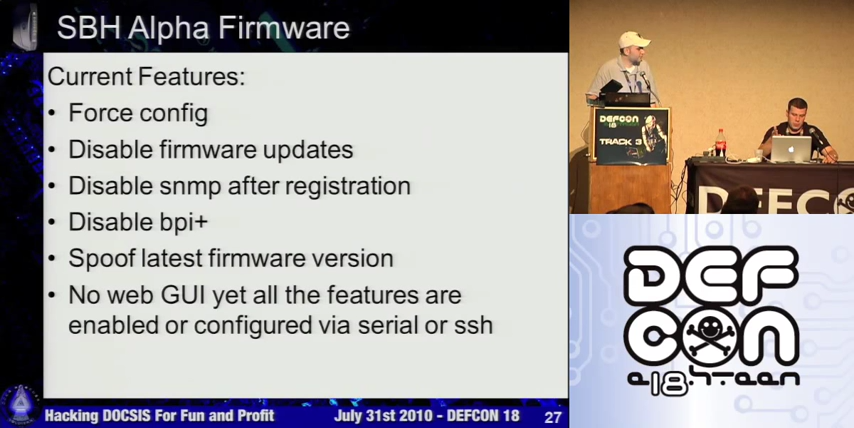 SBH Alpha Firmware
Current Features:
• Force config
• Disable firmware updates
• Disable snmp after registration
• Disable bpi+
• Spoof latest firmware version
• No web GUI yet all the features are
enabled or configured via serial or ssh
Hacking DOCSIS For Fun and Profit
July 31st 2010 - DEFCON 18
27
DEFCON
18
TRACK 3
DEFC
DEF
CON